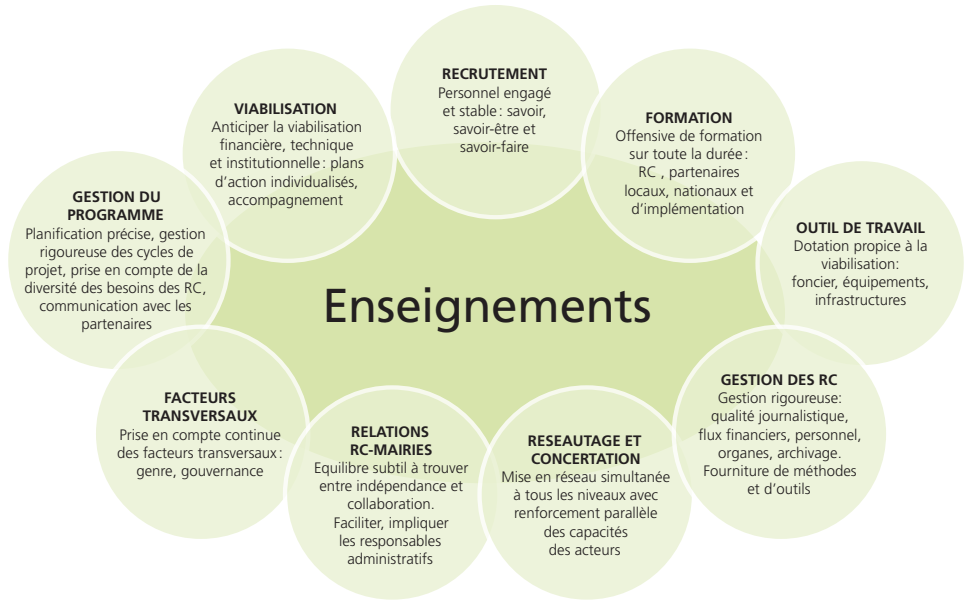 RECRUTEMENT
Personnel engagé
et stable : savoir,
savoir-être et
savoir-faire
VIABILISATION
Anticiper la viabilisation
financière, technique
et institutionnelle : plans
d'action individualisés,
accompagnement
FORMATION
Offensive de formation
sur toute la durée :
RC , partenaires
locaux, nationaux et
d'implémentation
GESTION DU
PROGRAMME
Planification précise, gestion
rigoureuse des cycles de
projet, prise en compte de la
diversité des besoins des RC,
communication avec les
partenaires
OUTIL DE TRAVAIL
Dotation propice à la
viabilisation:
foncier, équipements,
infrastructures
Enseignements
FACTEURS
TRANSVERSAUX
Prise en compte continue
des facteurs transversaux :
genre, gouvernance
RELATIONS
RC-MAIRIES
Equilibre subtil à trouver
entre indépendance et
collaboration.
Faciliter, impliquer
les responsables
administratifs
RESEAUTAGE ET
CONCERTATION
Mise en réseau simultanée
à tous les niveaux avec
renforcement parallèle
des capacités
des acteurs
GESTION DES RC
Gestion rigoureuse:
qualité journalistique,
flux financiers, personnel,
organes, archivage.
Fourniture de méthodes
et d'outils